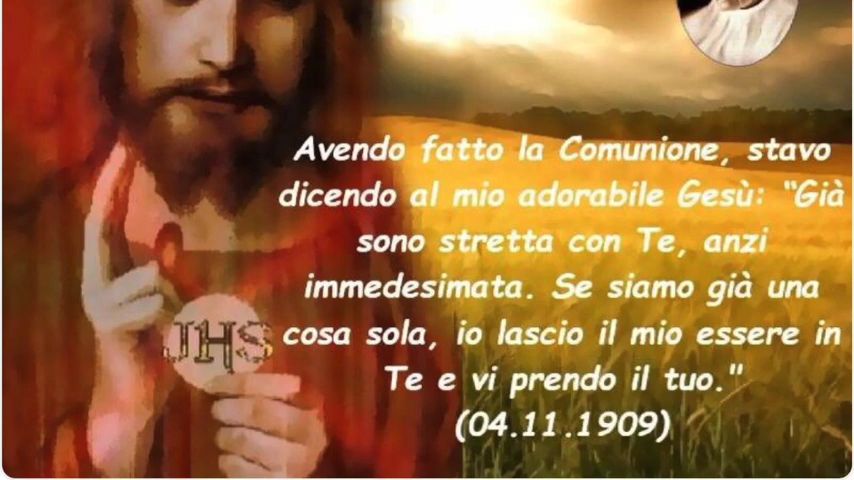 Avendo fatto la Comunione, stavo
dicendo al mio adorabile Gesù: "Già
sono stretta con Te, anzi
immedesimata. Se siamo già una
cosa sola, io lascio il mio essere in
Te e vi prendo il tuo."
(04.11.1909)
JHS